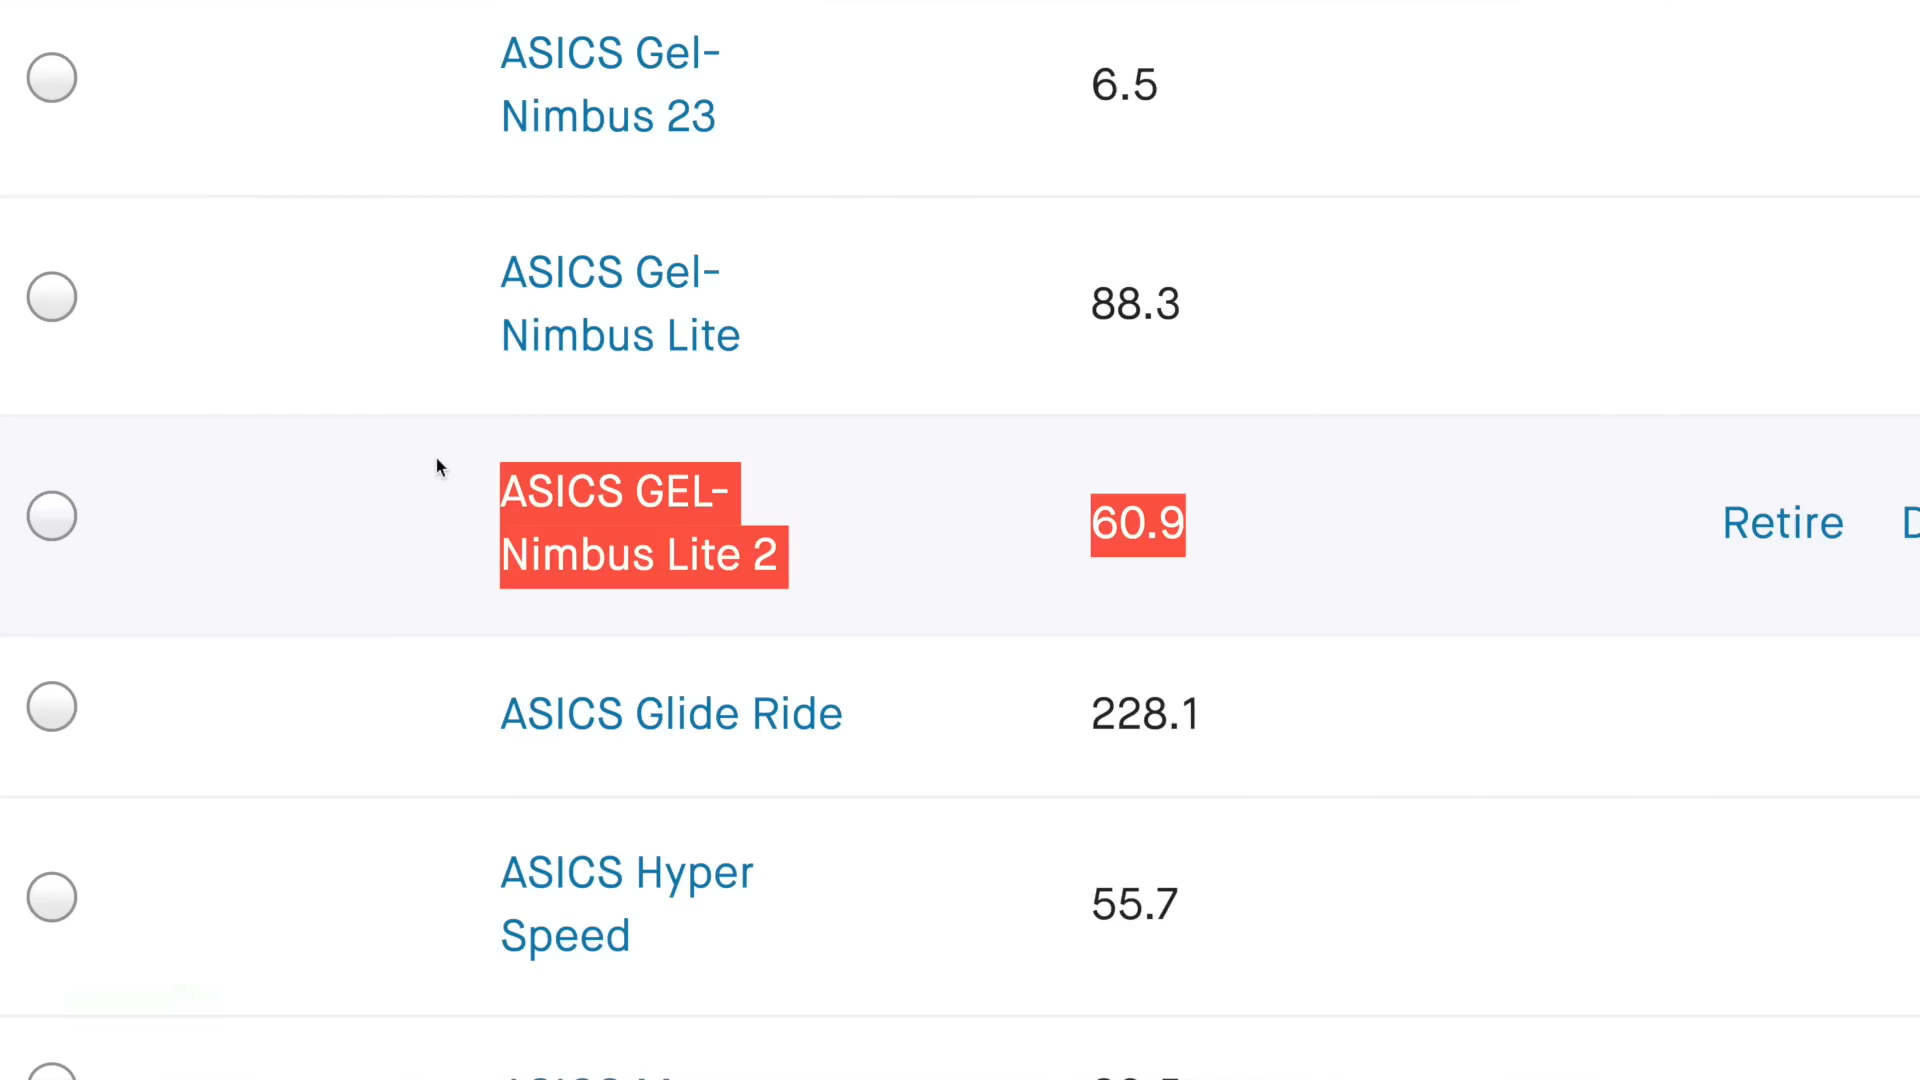 ASICS Gel-
Nimbus 23
6.5
ASICS Gel-
Nimbus Lite
88.3
ASICS GEL-
Nimbus Lite 2
60.9
Retire
ASICS Glide Ride
228.1
ASICS Hyper
Speed
55.7